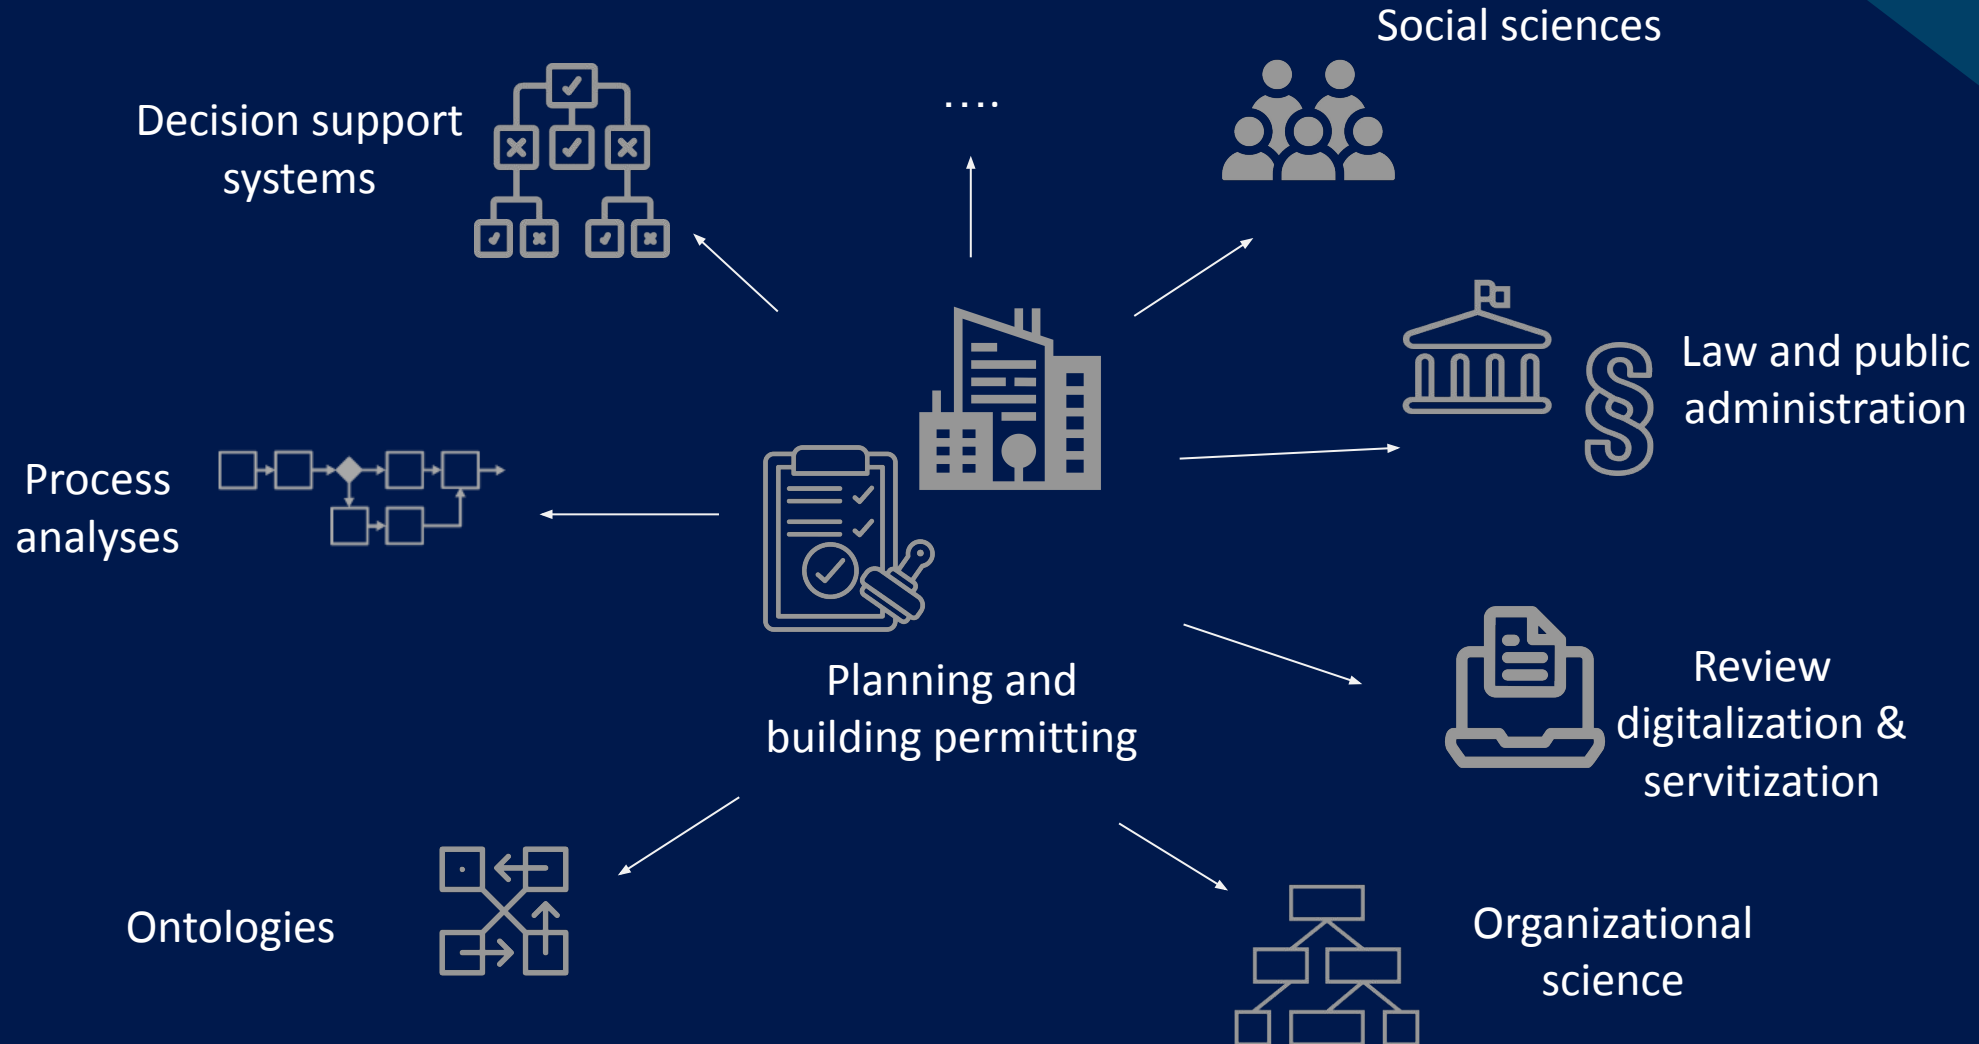 Social sciences
Decision support
systems
....
Law and public
administration
Process
analyses
Planning and
building permitting
Review
digitalization &
servitization
Ontologies
Organizational
science